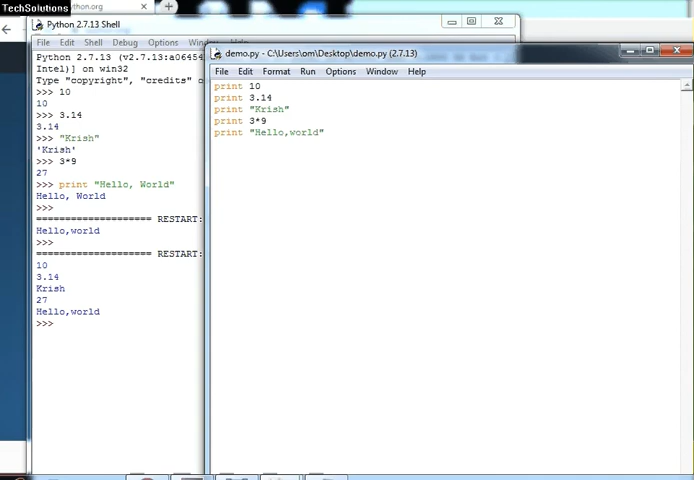 TechSolutions
ython.org
Python 2.7.13 Shell
File Edit Shell Debug Options
Python 2.7.13 (v2.7.13:a06454
Intel)] on win32
Type "copyright", "credits"
>>> 10
10
>>> 3.14
3.14
>>> "Krish"
'Krish'
>>> 3*9
27
>>> print "Hello, World"
Hello, World
>>>
==================== RESTART:
Hello,world
>>>
==================== RESTART:
10
3.14
Krish
27
Hello,world
>>>
demo.py - C:\Users\om\Desktop\demo.py (2.7.13)
File Edit Format Run Options Window Help
print 10
print 3.14
print "Krish"
print 3*9
print "Hello,world"